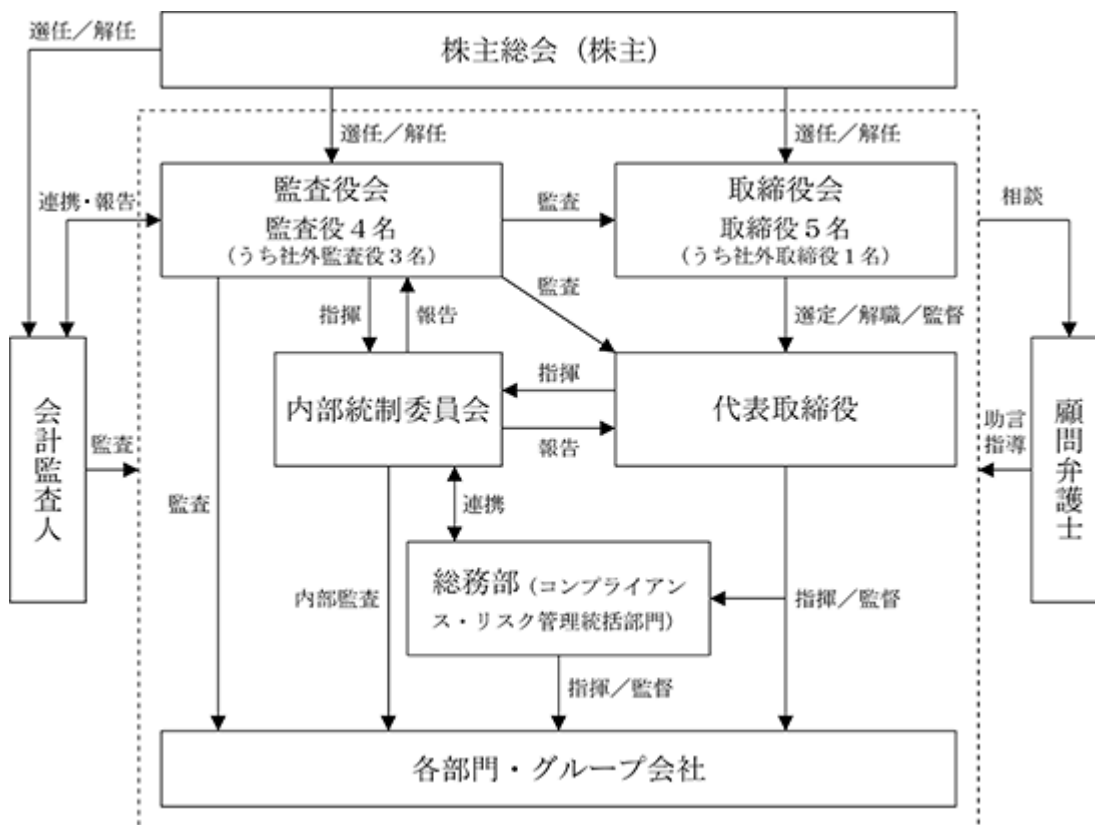 選任／解任
株主総会（株主）
選任／解任
選任／解任
連携・報告
監査役会
監査役４名
（うち社外監査役３名）
監査
取締役会
取締役５名
（うち社外取締役１名）
相談
監査
指揮
報告
選定／解職／監督
会計監査人
監査
内部統制委員会
指揮
報告
代表取締役
助言
指導
顧問弁護士
監査
連携
内部監査
総務部（コンプライアン
ス・リスク管理統括部門）
指揮／監督
指揮／監督
各部門・グループ会社